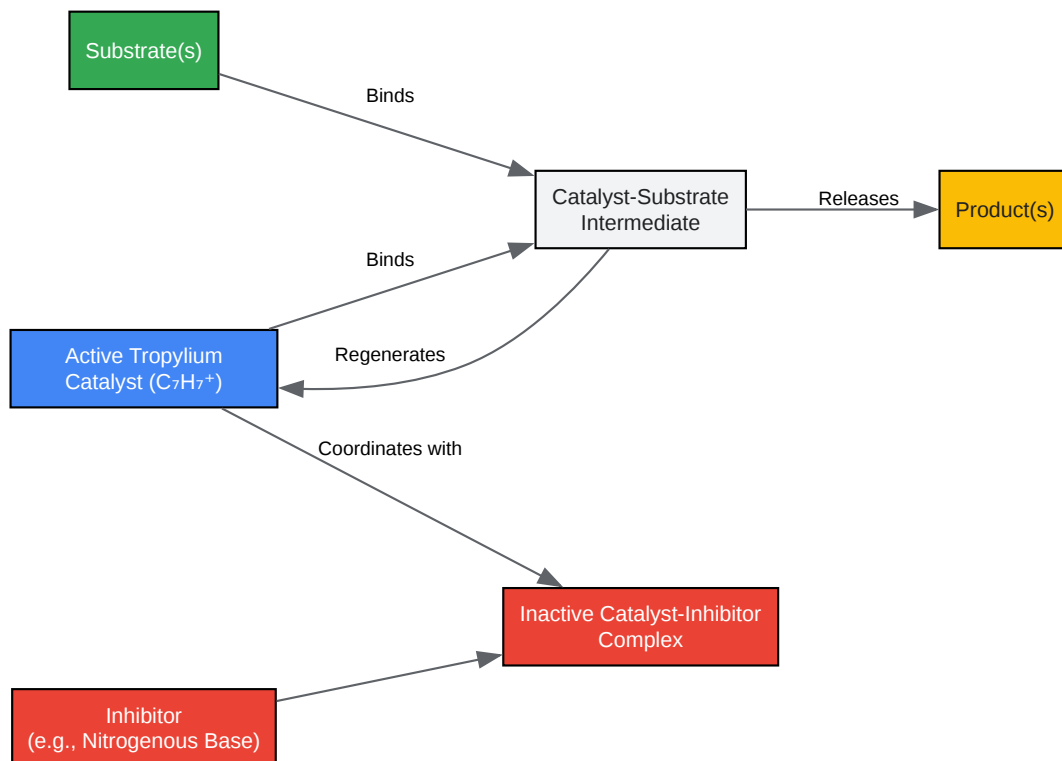 Substrate(s)
Binds
Catalyst-Substrate
Intermediate
Releases
Product(s)
Binds
Active Tropylium
Catalyst (C₇H₇⁺)
Regenerates
Coordinates with
Inactive Catalyst-Inhibitor
Complex
Inhibitor
(e.g., Nitrogenous Base)